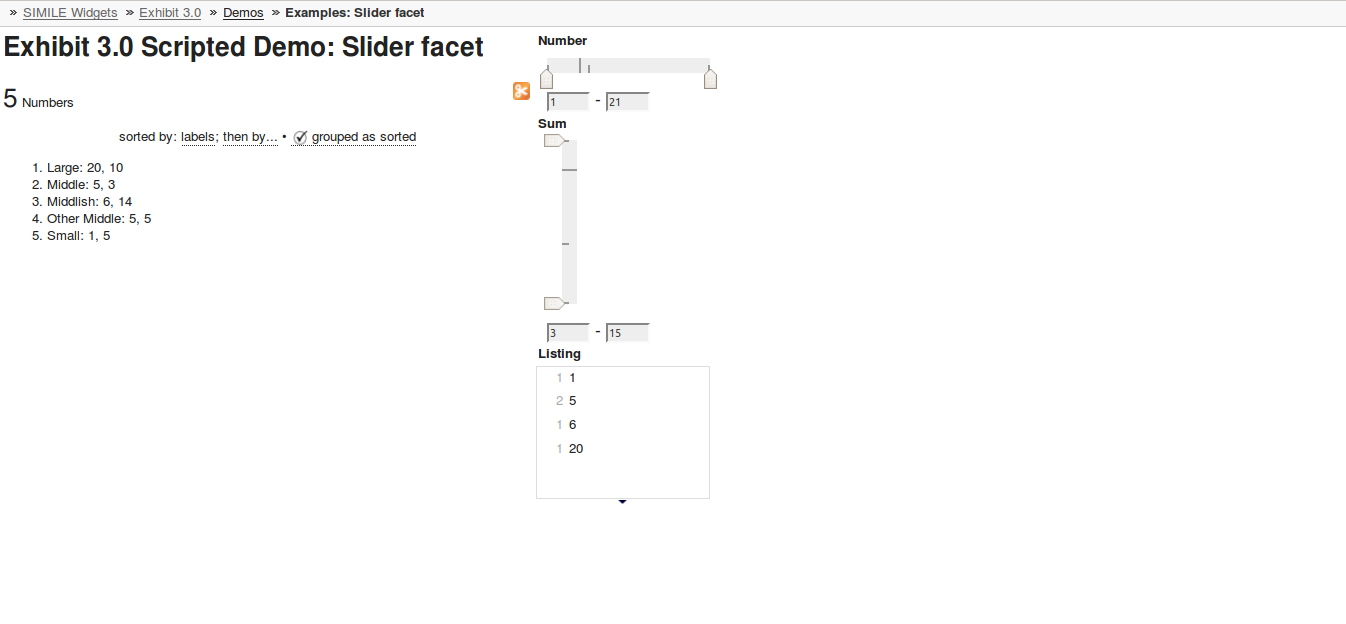 » SIMILE Widgets » Exhibit 3.0 » Demos » Examples: Slider facet
Exhibit 3.0 Scripted Demo: Slider facet
5 Numbers
sorted by: labels; then by... • grouped as sorted
1. Large: 20, 10
2. Middle: 5, 3
3. Middlish: 6, 14
4. Other Middle: 5, 5
5. Small: 1, 5
Number
1 - 21
Sum
3 - 15
Listing
1 1
2 5
1 6
1 20